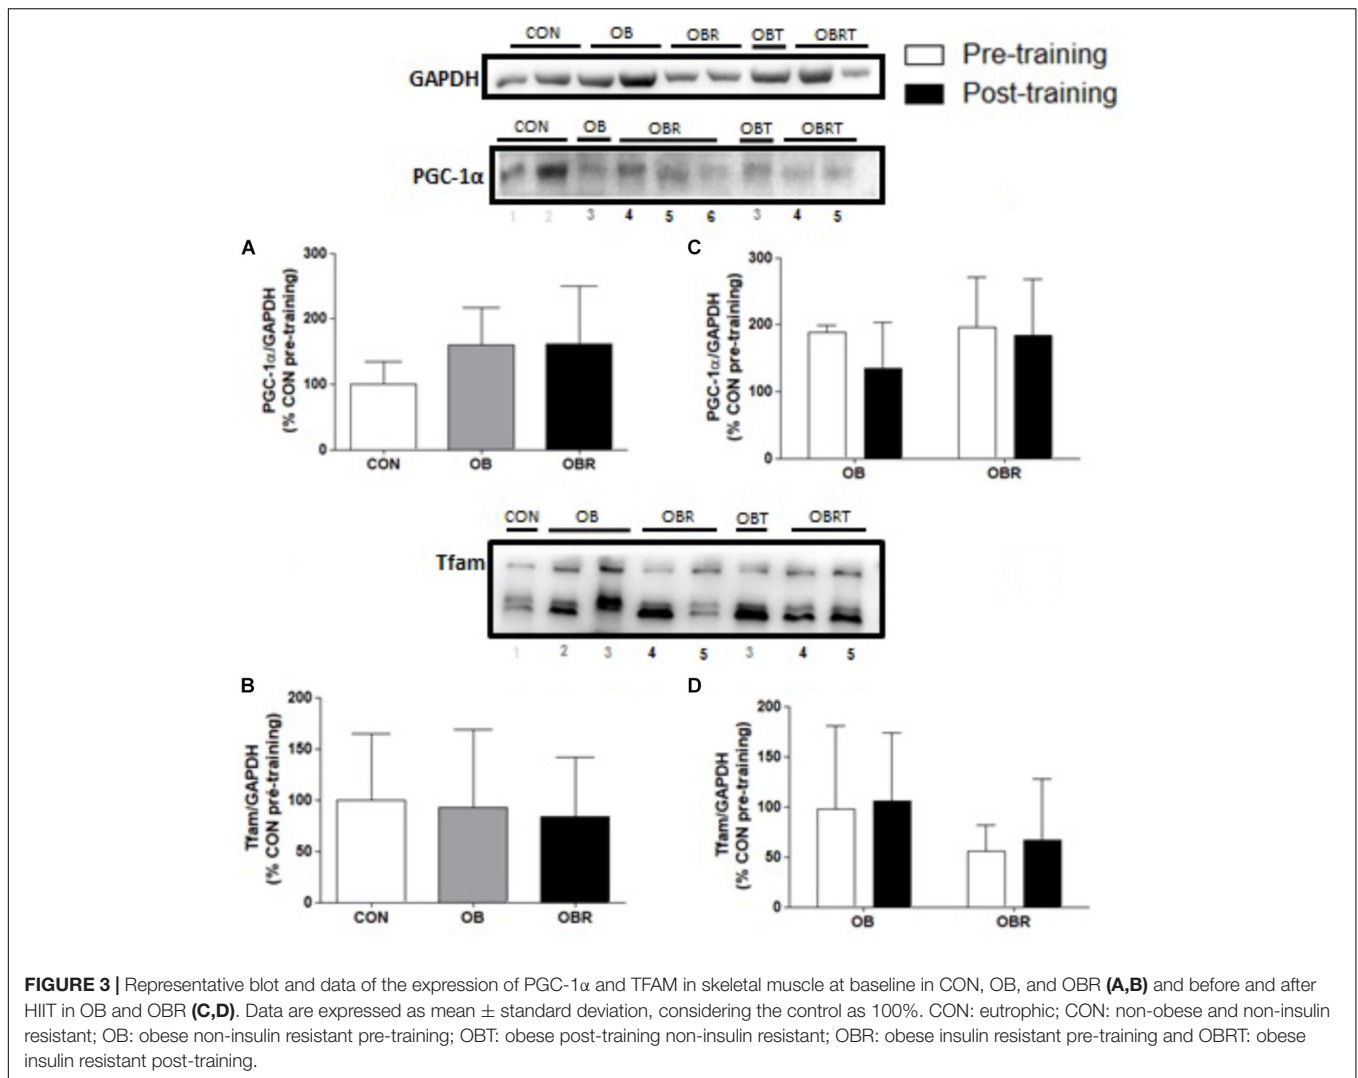 CON OB OBR OBT OBRT
GAPDH
Pre-training
Post-training
CON OB OBR OBT OBRT
PGC-1α
1 2 3 4 5 6 3 4 5
A
300
200
100
0
PGC-1α/GAPDH
(% CON pre-training)
CON OB OBR
C
300
200
100
0
PGC-1α/GAPDH
(% CON pre-training)
OB OBR
CON OB OBR OBT OBRT
Tfam
1 2 3 4 5 3 4 5
B
200
150
100
50
0
Tfam/GAPDH
(% CON pré-training)
CON OB OBR
D
200
150
100
50
0
Tfam/GAPDH
(% CON pre-training)
OB OBR
FIGURE 3 | Representative blot and data of the expression of PGC-1α and TFAM in skeletal muscle at baseline in CON, OB, and OBR (A,B) and before and after
HIIT in OB and OBR (C,D). Data are expressed as mean ± standard deviation, considering the control as 100%. CON: eutrophic; CON: non-obese and non-insulin
resistant; OB: obese non-insulin resistant pre-training; OBT: obese post-training non-insulin resistant; OBR: obese insulin resistant pre-training and OBRT: obese
insulin resistant post-training.